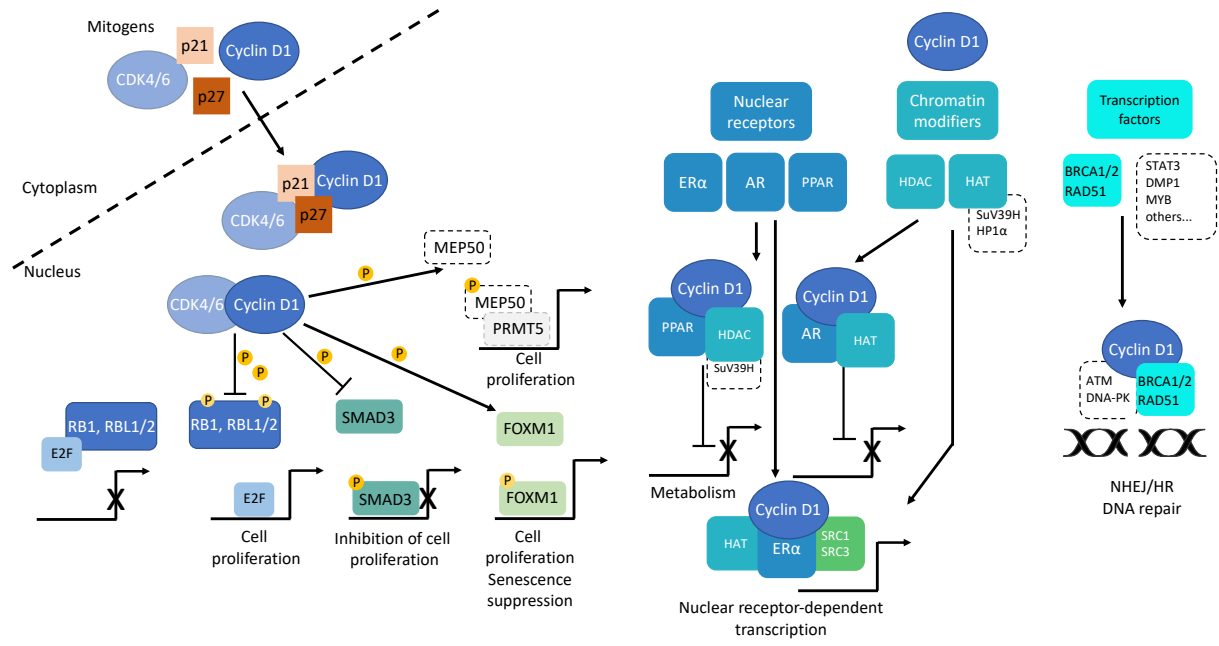 Mitogens
p21
Cyclin D1
CDK4/6
p27
Cytoplasm
p21
Cyclin D1
CDK4/6
p27
Nucleus
MEP50
P
CDK4/6
Cyclin D1
P
MEP50
PRMT5
Cell
proliferation
P
P
P
P
P
P
RB1, RBL1/2
E2F
RB1, RBL1/2
SMAD3
FOXM1
X
E2F
Cell
proliferation
P
SMAD3
X
Inhibition of cell
proliferation
P
FOXM1
Cell
proliferation
Senescence
suppression
Cyclin D1
Nuclear
receptors
Chromatin
modifiers
Transcription
factors
ERα
AR
PPAR
HDAC
HAT
SuV39H
HP1α
BRCA1/2
RAD51
STAT3
DMP1
MYB
others...
Cyclin D1
PPAR
HDAC
SuV39H
Cyclin D1
AR
HAT
X
Metabolism
X
Cyclin D1
HAT
ERα
SRC1
SRC3
Nuclear receptor-dependent
transcription
Cyclin D1
ATM
DNA-PK
BRCA1/2
RAD51
NHEJ/HR
DNA repair